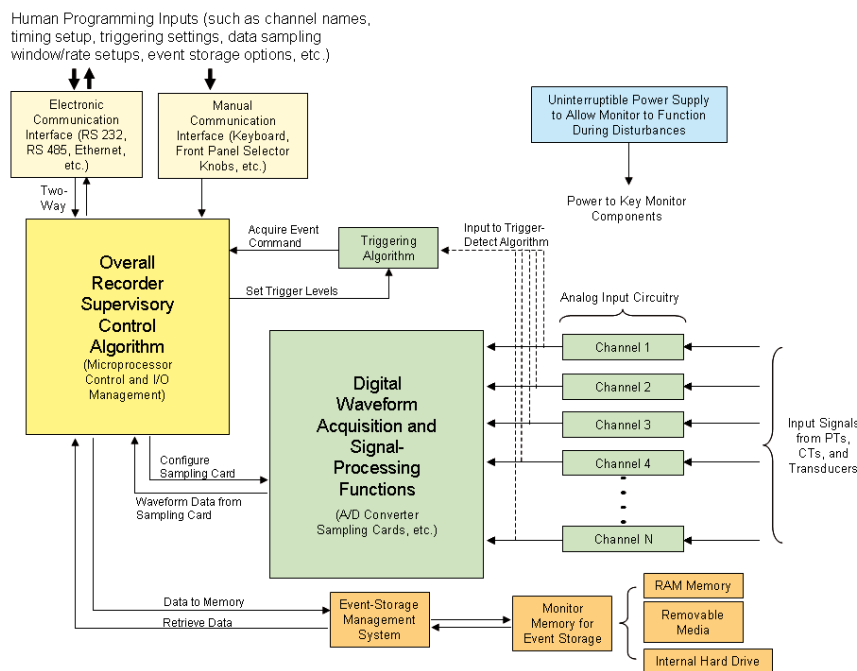 Human Programming Inputs (such as channel names,
timing setup, triggering settings, data sampling
window/rate setups, event storage options, etc.)
Electronic
Communication
Interface (RS 232,
RS 485, Ethernet,
etc.)
Manual
Communication
Interface (Keyboard,
Front Panel Selector
Knobs, etc.)
Uninterruptible Power Supply
to Allow Monitor to Function
During Disturbances
Two-
Way
Power to Key Monitor
Components
Acquire Event
Command
Triggering
Algorithm
Input to Trigger-
Detect Algorithm
Overall
Recorder
Supervisory
Control
Algorithm
(Microprocessor
Control and I/O
Management)
Set Trigger Levels
Analog Input Circuitry
Digital
Waveform
Acquisition and
Signal-
Processing
Functions
(A/D Converter
Sampling Cards, etc.)
Channel 1
Channel 2
Channel 3
Channel 4
Channel N
Input Signals
from PTs,
CTs, and
Transducers
Configure
Sampling Card
Waveform Data from
Sampling Card
Data to Memory
Retrieve Data
Event-Storage
Management
System
Monitor
Memory for
Event Storage
RAM Memory
Removable
Media
Internal Hard Drive